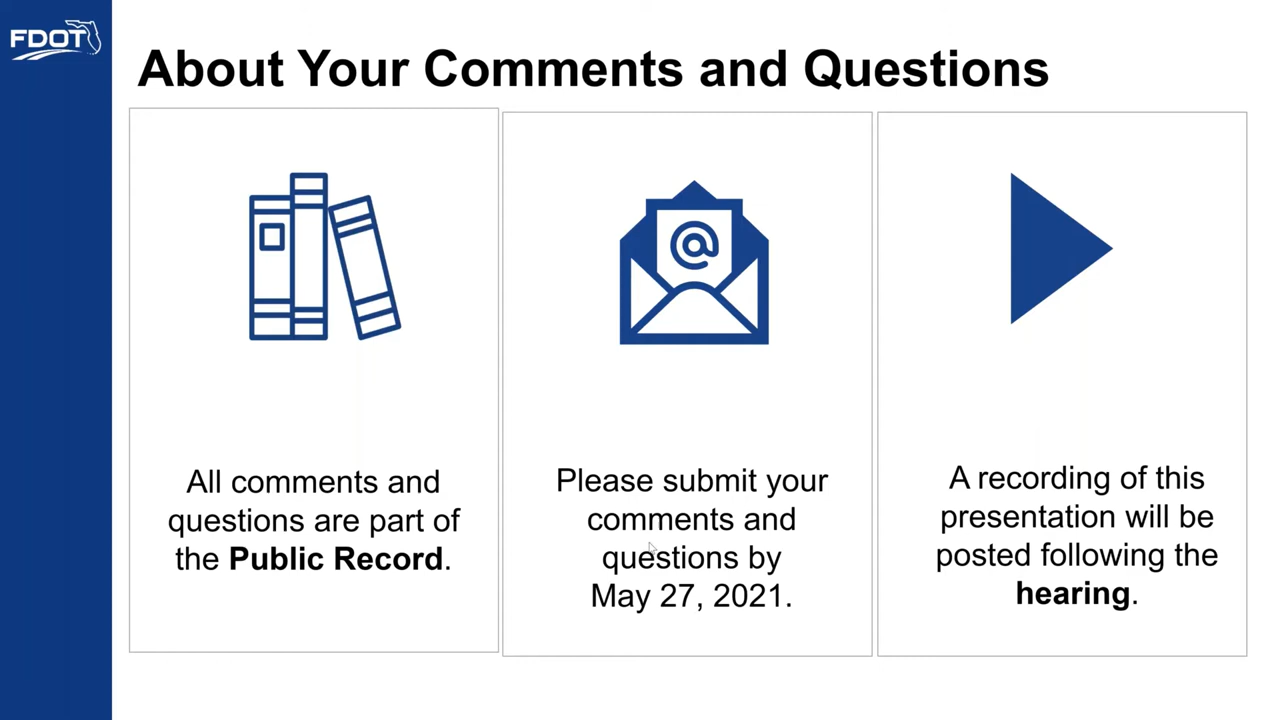 FDOT
About Your Comments and Questions
@
All comments and
questions are part of
the Public Record.
Please submit your
comments and
questions by
May 27, 2021.
A recording of this
presentation will be
posted following the
hearing.